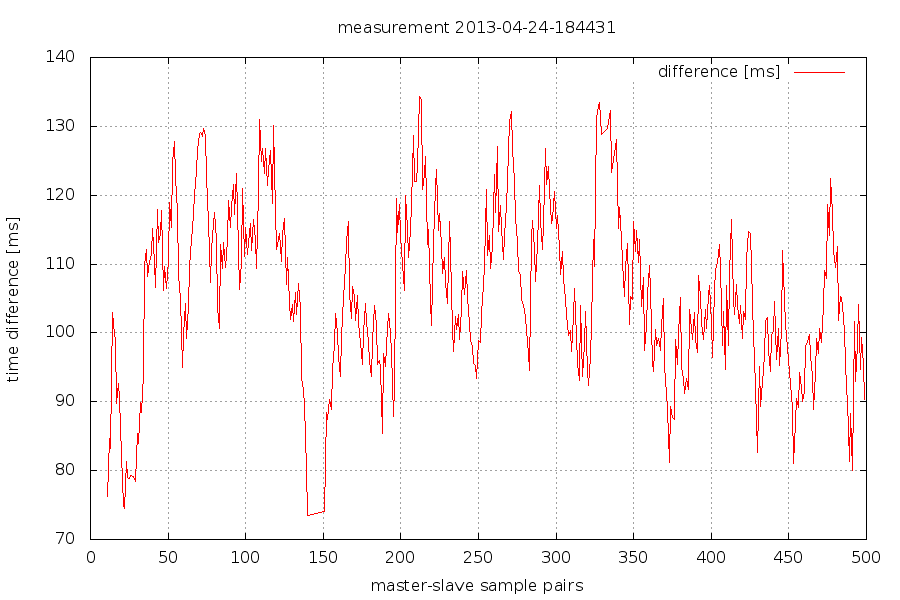 measurement 2013-04-24-184431
difference [ms]
time difference [ms]
140
130
120
110
100
90
80
70
0 50 100 150 200 250 300 350 400 450 500
master-slave sample pairs